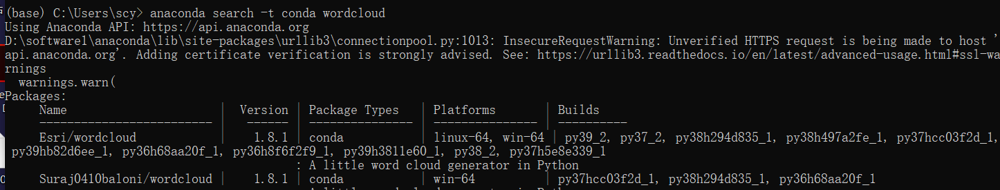 (base) C:\Users\scy> anaconda search -t conda wordcloud
Using Anaconda API: https://api.anaconda.org
D:\software1\anaconda\lib\site-packages\urllib3\connectionpool.py:1013: InsecureRequestWarning: Unverified HTTPS request is being made to host '
api.anaconda.org'. Adding certificate verification is strongly advised. See: https://urllib3.readthedocs.io/en/latest/advanced-usage.html#ssl-wa
rnings
warnings.warn(
Packages:
Name | Version | Package Types | Platforms | Builds
------------------------- | ------ | --------------- | --------------- | ----------
Esri/wordcloud | 1.8.1 | conda | linux-64, win-64 | py39_2, py37_2, py38h294d835_1, py38h497a2fe_1, py37hcc03f2d_1,
py39hb82d6ee_1, py36h68aa20f_1, py36h8f6f2f9_1, py39h3811e60_1, py38_2, py37h5e8e339_1
: A little word cloud generator in Python
Suraj0410baloni/wordcloud | 1.8.1 | conda | win-64 | py37hcc03f2d_1, py38h294d835_1, py36h68aa20f_1